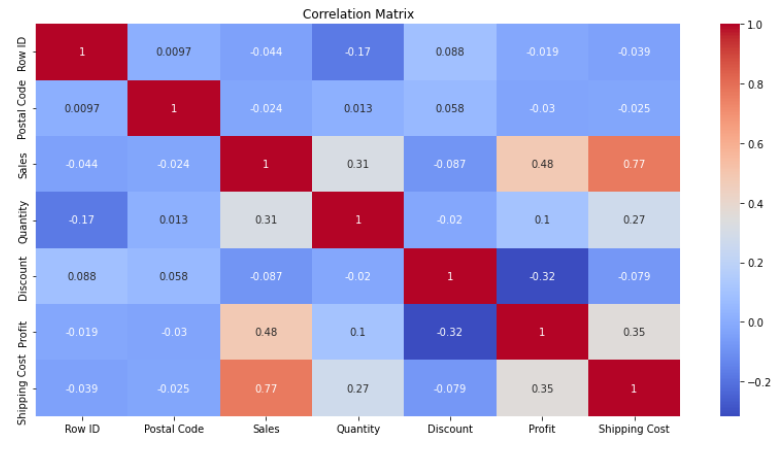 Correlation Matrix
Row ID 1 0.0097 -0.044 -0.17 0.088 -0.019 -0.039
Postal Code 0.0097 1 -0.024 0.013 0.058 -0.03 -0.025
Sales -0.044 -0.024 1 0.31 -0.087 0.48 0.77
Quantity -0.17 0.013 0.31 1 -0.02 0.1 0.27
Discount 0.088 0.058 -0.087 -0.02 1 -0.32 -0.079
Profit -0.019 -0.03 0.48 0.1 -0.32 1 0.35
Shipping Cost -0.039 -0.025 0.77 0.27 -0.079 0.35 1
Row ID Postal Code Sales Quantity Discount Profit Shipping Cost
1.0
0.8
0.6
0.4
0.2
0.0
−0.2